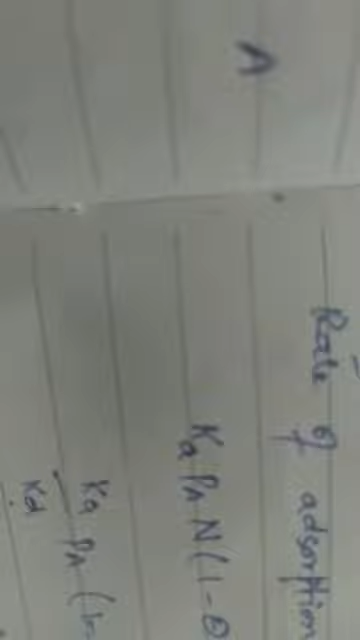 A
Rate of adsorption
Ka PA N(1-θ
Ka PA (1-
Kd